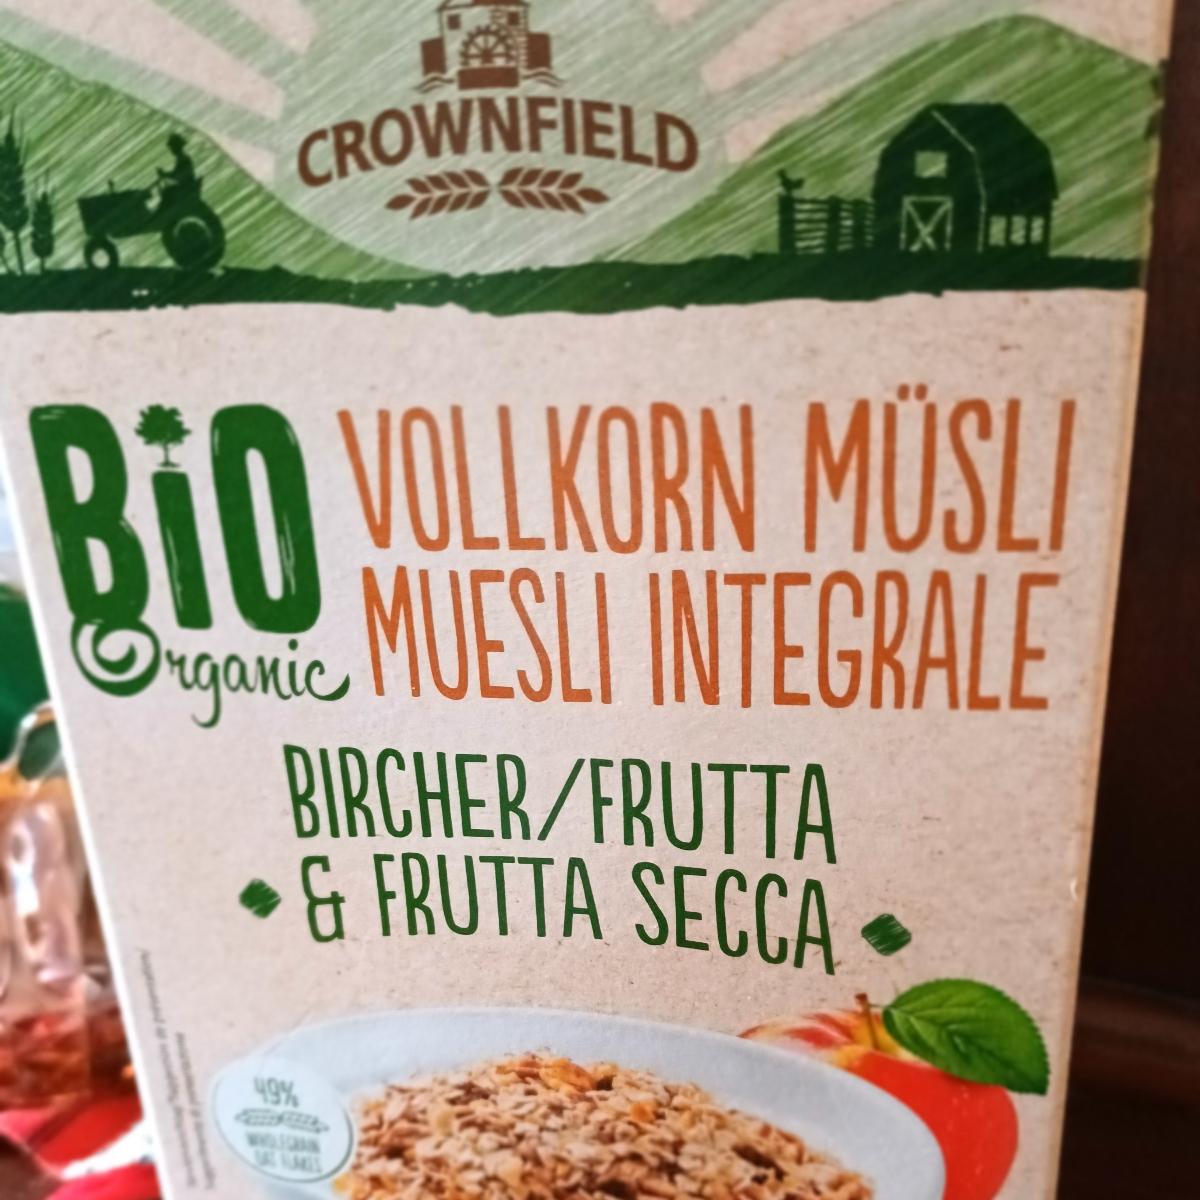 CROWNFIELD
BiO
Organic
VOLLKORN MÜSLI
MUESLI INTEGRALE
BIRCHER/FRUTTA
& FRUTTA SECCA
49%
WHOLEGRAIN
OAT FLAKES